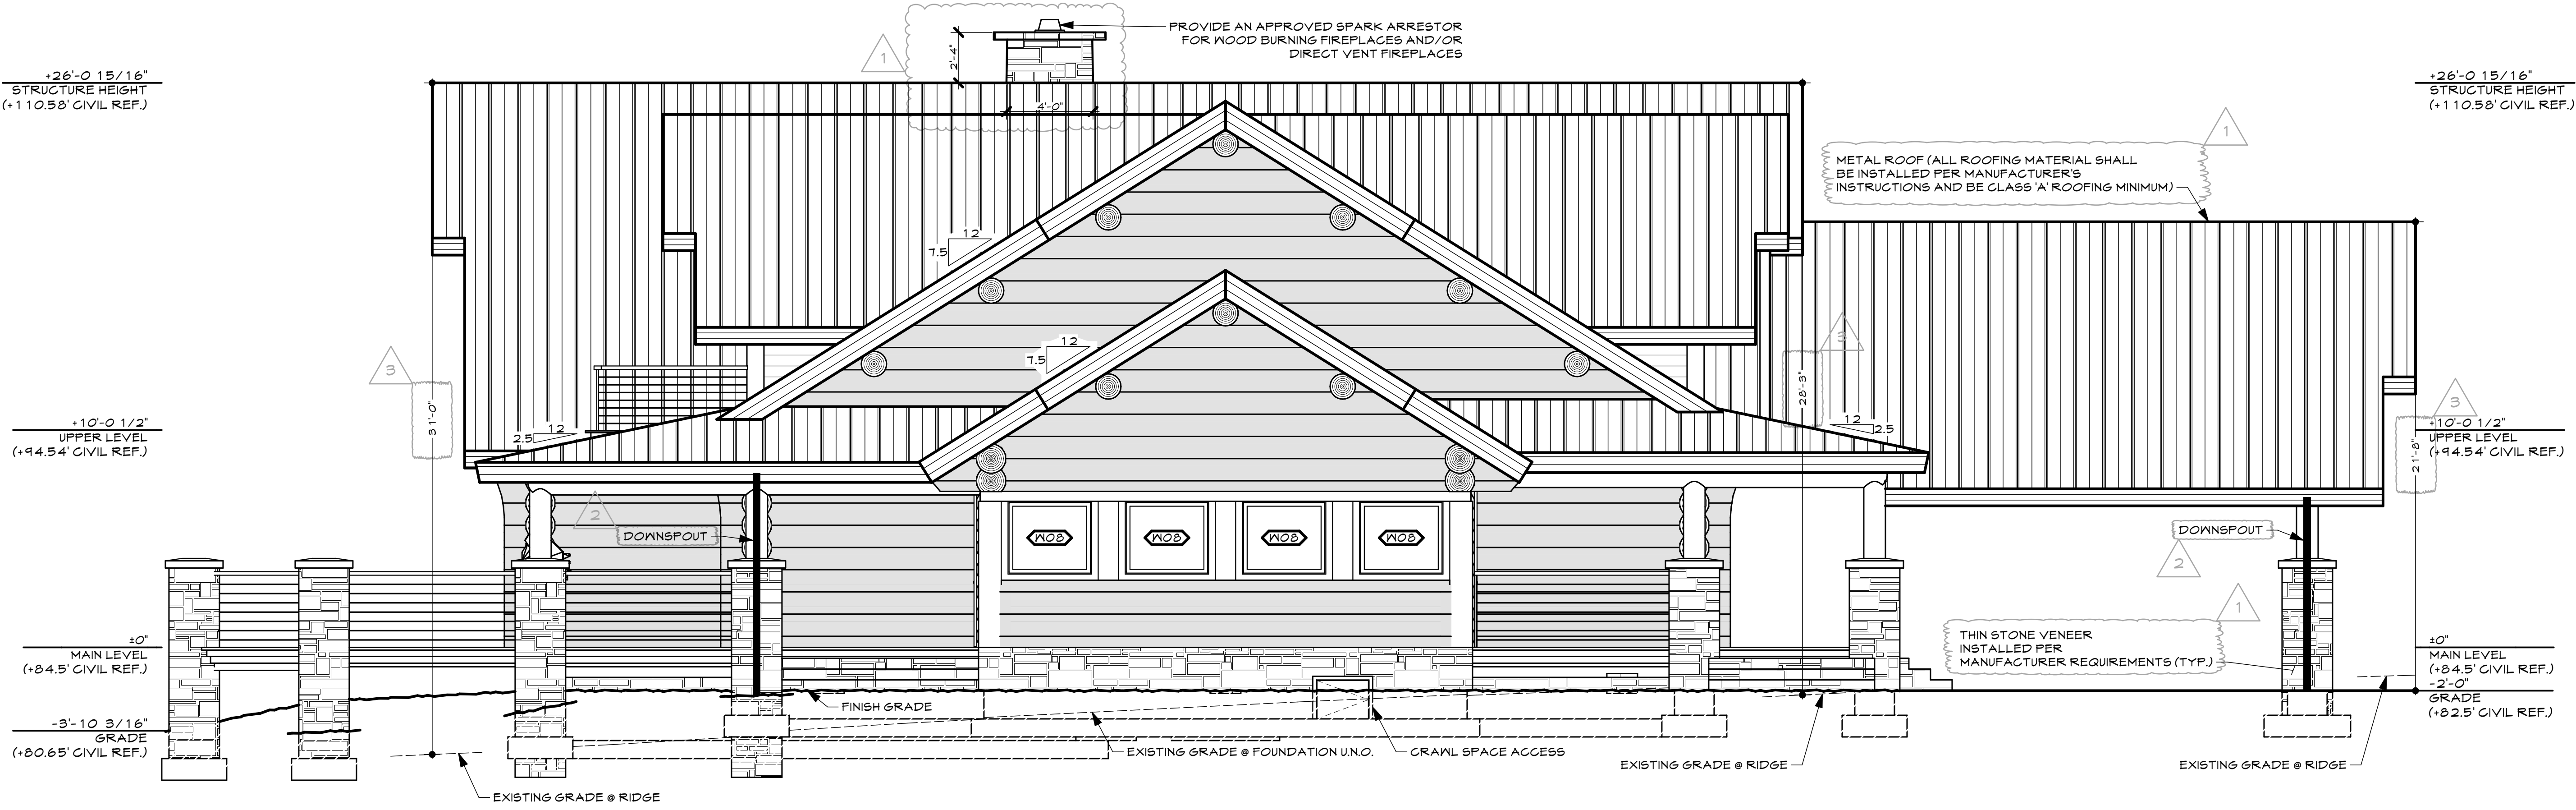 PROVIDE AN APPROVED SPARK ARRESTOR
FOR WOOD BURNING FIREPLACES AND/OR
DIRECT VENT FIREPLACES
1
2'-4"
4'-0"
+26'-0 15/16"
STRUCTURE HEIGHT
(+110.58' CIVIL REF.)
+26'-0 15/16"
STRUCTURE HEIGHT
(+110.58' CIVIL REF.)
1
METAL ROOF (ALL ROOFING MATERIAL SHALL
BE INSTALLED PER MANUFACTURER'S
INSTRUCTIONS AND BE CLASS 'A' ROOFING MINIMUM)
12
7.5
12
7.5
3
31'-0"
3
28'-3"
3
21'-8"
+10'-0 1/2"
UPPER LEVEL
(+94.54' CIVIL REF.)
12
2.5
12
2.5
+10'-0 1/2"
UPPER LEVEL
(+94.54' CIVIL REF.)
2
DOWNSPOUT
W08
W08
W08
W08
DOWNSPOUT
2
1
THIN STONE VENEER
INSTALLED PER
MANUFACTURER REQUIREMENTS (TYP.)
±0"
MAIN LEVEL
(+84.5' CIVIL REF.)
±0"
MAIN LEVEL
(+84.5' CIVIL REF.)
-2'-0"
GRADE
(+82.5' CIVIL REF.)
-3'-10 3/16"
GRADE
(+80.65' CIVIL REF.)
FINISH GRADE
EXISTING GRADE @ FOUNDATION U.N.O.
CRAWL SPACE ACCESS
EXISTING GRADE @ RIDGE
EXISTING GRADE @ RIDGE
EXISTING GRADE @ RIDGE